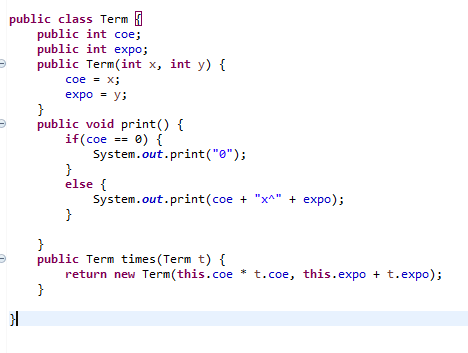 public class Term {
    public int coe;
    public int expo;
    public Term(int x, int y) {
        coe = x;
        expo = y;
    }
    public void print() {
        if(coe == 0) {
            System.out.print("0");
        }
        else {
            System.out.print(coe + "x^" + expo);
        }

    }
    public Term times(Term t) {
        return new Term(this.coe * t.coe, this.expo + t.expo);
    }

}